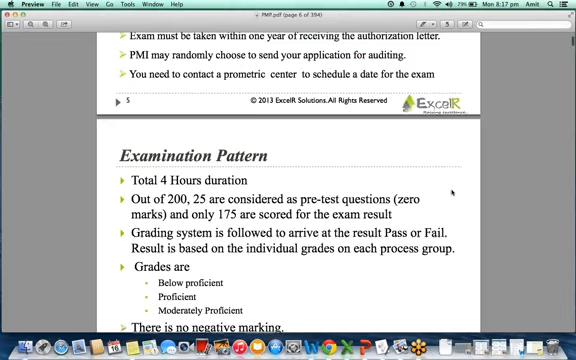 Preview File Edit View Go Tools Window Help
79% Mon 8:17 pm Amit
PMP.pdf (page 6 of 394)
Exam must be taken within one year of receiving the authorization letter.
PMI may randomly choose to send your application for auditing.
You need to contact a prometric center to schedule a date for the exam
5
© 2013 ExcelR Solutions.All Rights Reserved
ExcelR
Examination Pattern
Total 4 Hours duration
Out of 200, 25 are considered as pre-test questions (zero
marks) and only 175 are scored for the exam result
Grading system is followed to arrive at the result Pass or Fail.
Result is based on the individual grades on each process group.
Grades are
Below proficient
Proficient
Moderately Proficient
There is no negative marking.